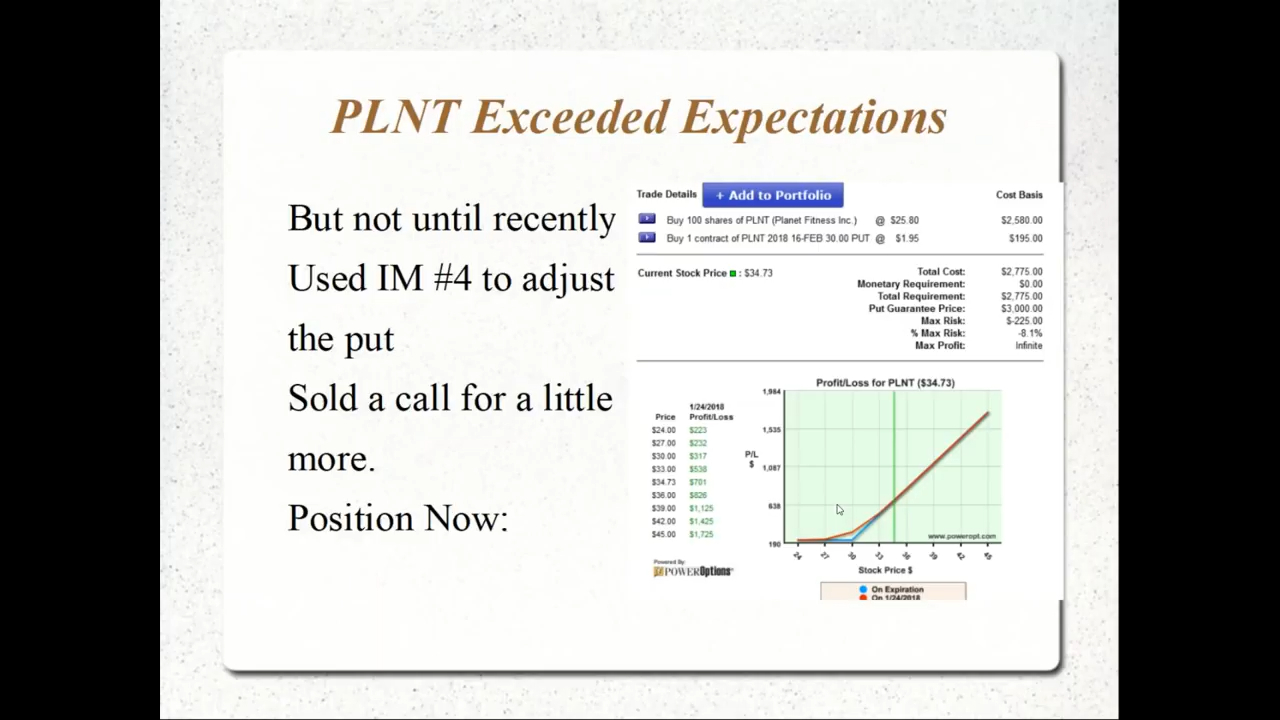 PLNT Exceeded Expectations
But not until recently
Used IM #4 to adjust
the put
Sold a call for a little
more.
Position Now:
Trade Details + Add to Portfolio Cost Basis
Buy 100 shares of PLNT (Planet Fitness Inc.) @ $25.80 $2,580.00
Buy 1 contract of PLNT 2018 16-FEB 30.00 PUT @ $1.95 $195.00
Current Stock Price : $34.73
Total Cost: $2,775.00
Monetary Requirement: $0.00
Total Requirement: $2,775.00
Put Guarantee Price: $3,000.00
Max Risk: $-225.00
% Max Risk: -8.1%
Max Profit: Infinite
1/24/2018
Price Profit/Loss
$24.00 $223
$27.00 $232
$30.00 $317
$33.00 $538
$34.73 $701
$36.00 $826
$39.00 $1,125
$42.00 $1,425
$45.00 $1,725
Powered By:
POWEROptions
Profit/Loss for PLNT ($34.73)
1,984
1,535
1,087
638
190
P/L
$
www.poweropt.com
24 27 30 33 36 39 42 45
Stock Price $
On Expiration
On 1/24/2018